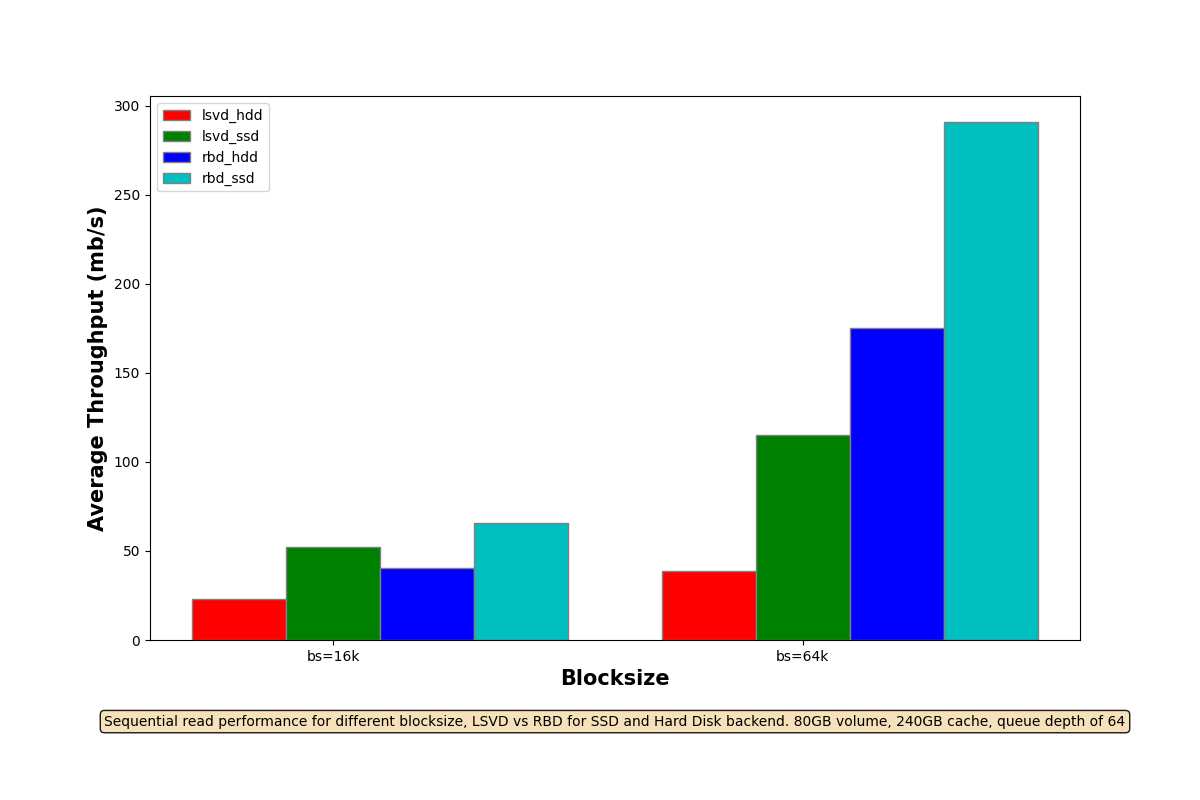 300
250
200
150
100
50
0
Average Throughput (mb/s)
lsvd_hdd
lsvd_ssd
rbd_hdd
rbd_ssd
bs=16k
bs=64k
Blocksize
Sequential read performance for different blocksize, LSVD vs RBD for SSD and Hard Disk backend. 80GB volume, 240GB cache, queue depth of 64